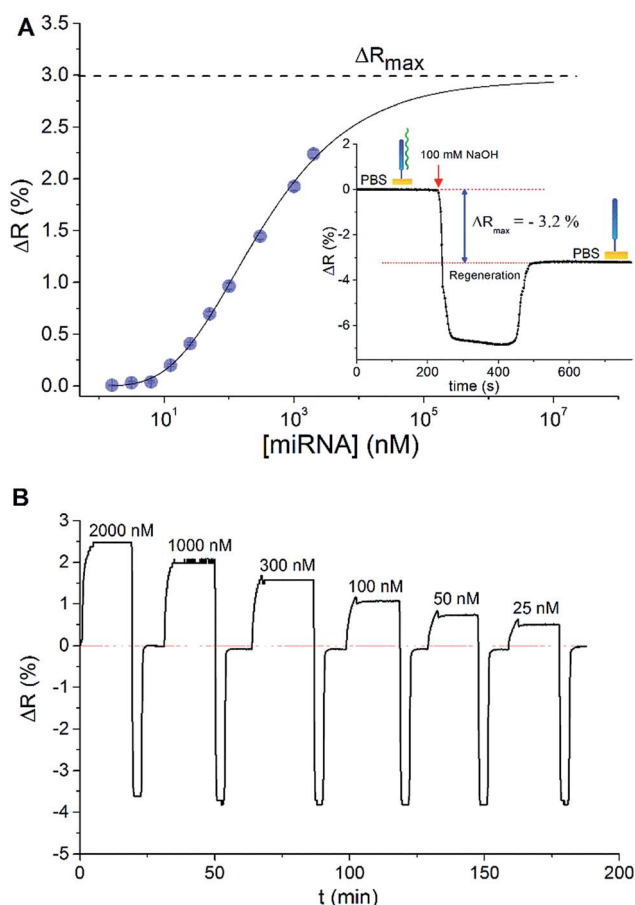 A
3.5
3.0
2.5
2.0
1.5
1.0
0.5
0.0
ΔR (%)
ΔRmax
10¹
10²
10³
10⁴
10⁵
10⁶
10⁷
[miRNA] (nM)
2
0
-2
-4
-6
ΔR (%)
PBS
100 mM NaOH
ΔRmax = - 3.2 %
Regeneration
PBS
0
200
400
600
time (s)
B
3
2
1
0
-1
-2
-3
-4
-5
ΔR (%)
2000 nM
1000 nM
300 nM
100 nM
50 nM
25 nM
0
50
100
150
200
t (min)